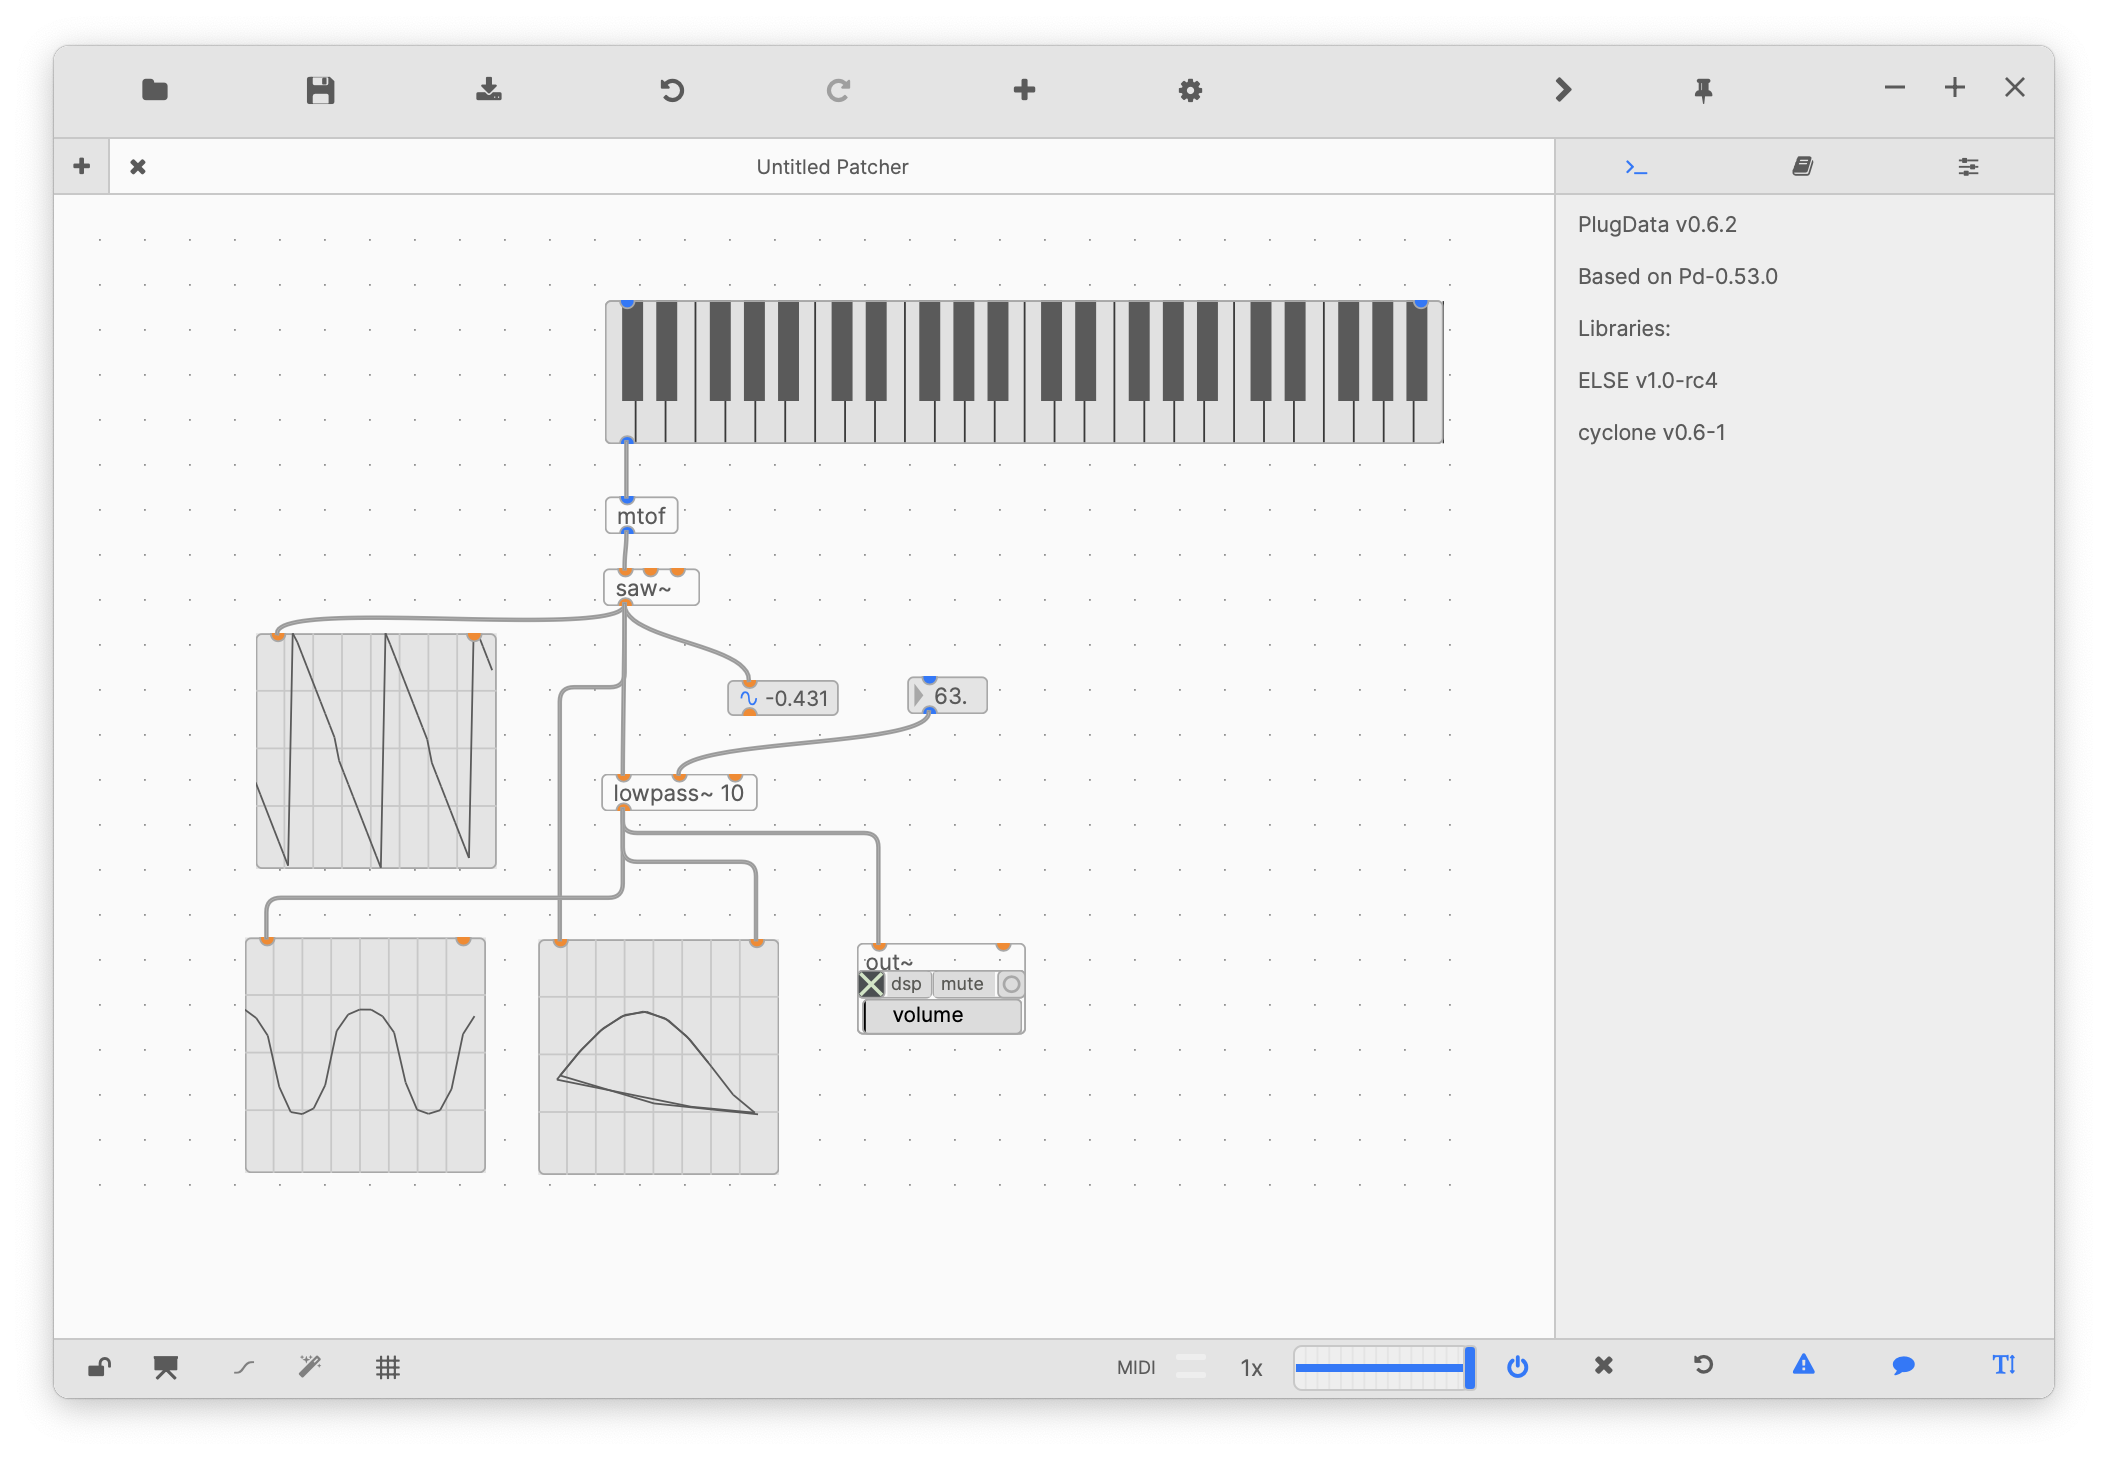 Untitled Patcher
PlugData v0.6.2
Based on Pd-0.53.0
Libraries:
ELSE v1.0-rc4
cyclone v0.6-1
mtof
saw~
-0.431
63.
lowpass~ 10
out~
dsp
mute
volume
MIDI
1x